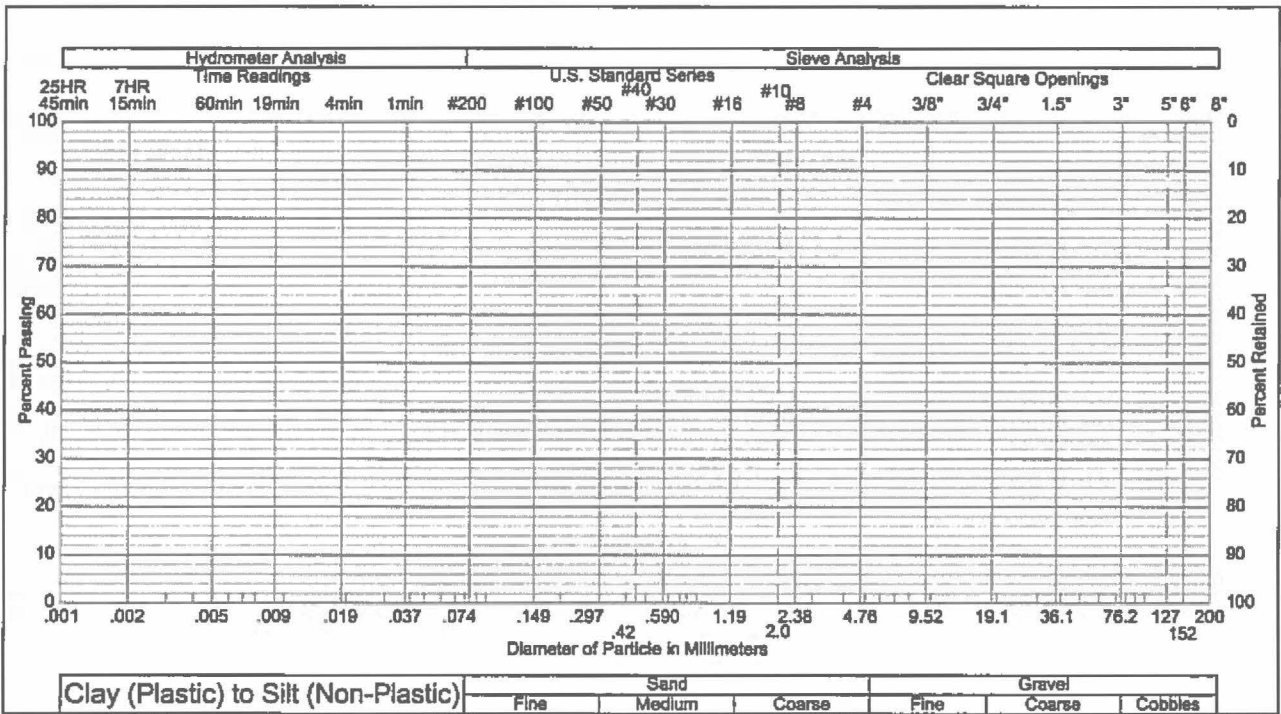 Hydrometer Analysis Sieve Analysis
Time Readings U.S. Standard Series Clear Square Openings
25HR 7HR #40 #10
45min 15min 60min 19min 4min 1min #200 #100 #50 #30 #16 #8 #4 3/8" 3/4" 1.5" 3" 5" 6" 8"
100 0
90 10
80 20
70 30
60 40
50 50
40 60
30 70
20 80
10 90
0 100
Percent Passing
Percent Retained
.001 .002 .005 .009 .019 .037 .074 .149 .297 .590 1.19 2.38 4.76 9.52 19.1 36.1 76.2 127 200
.42 2.0 152
Diameter of Particle in Millimeters
Clay (Plastic) to Silt (Non-Plastic) Sand Gravel
Fine Medium Coarse Fine Coarse Cobbles